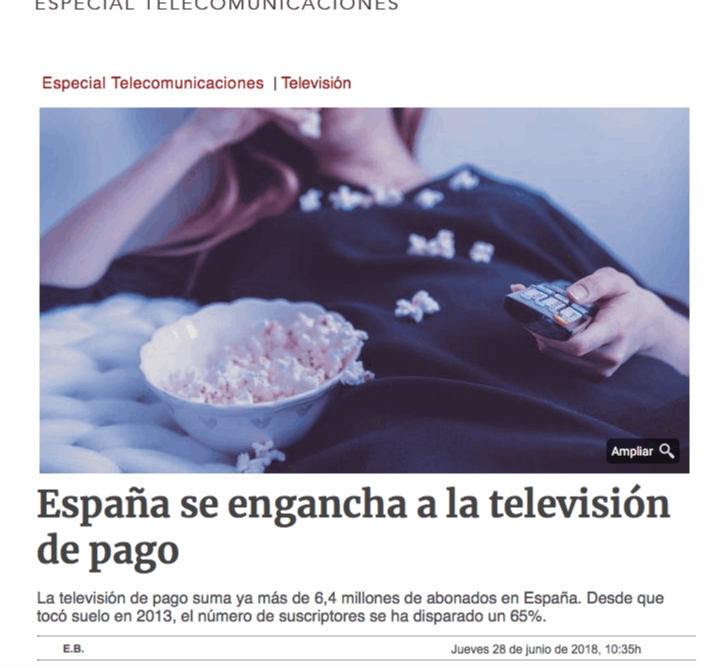 ESPECIAL TELECOMUNICACIONES
Especial Telecomunicaciones | Televisión
Ampliar
España se engancha a la televisión
de pago
La televisión de pago suma ya más de 6,4 millones de abonados en España. Desde que
tocó suelo en 2013, el número de suscriptores se ha disparado un 65%.
E.B.
Jueves 28 de junio de 2018, 10:35h